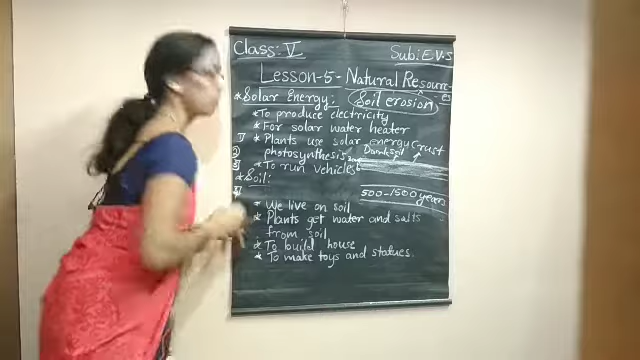 Class: V
Sub: E.V.S
Lesson-5- Natural Resources
* Solar Energy:
Soil erosion
* To produce electricity
* For solar water heater
* Plants use solar energy
crust
photosynthesis
* To run vehicles
* Soil:
500-1500 years
* We live on soil
* Plants get water and salts
from soil
* To build house
* To make toys and statues.